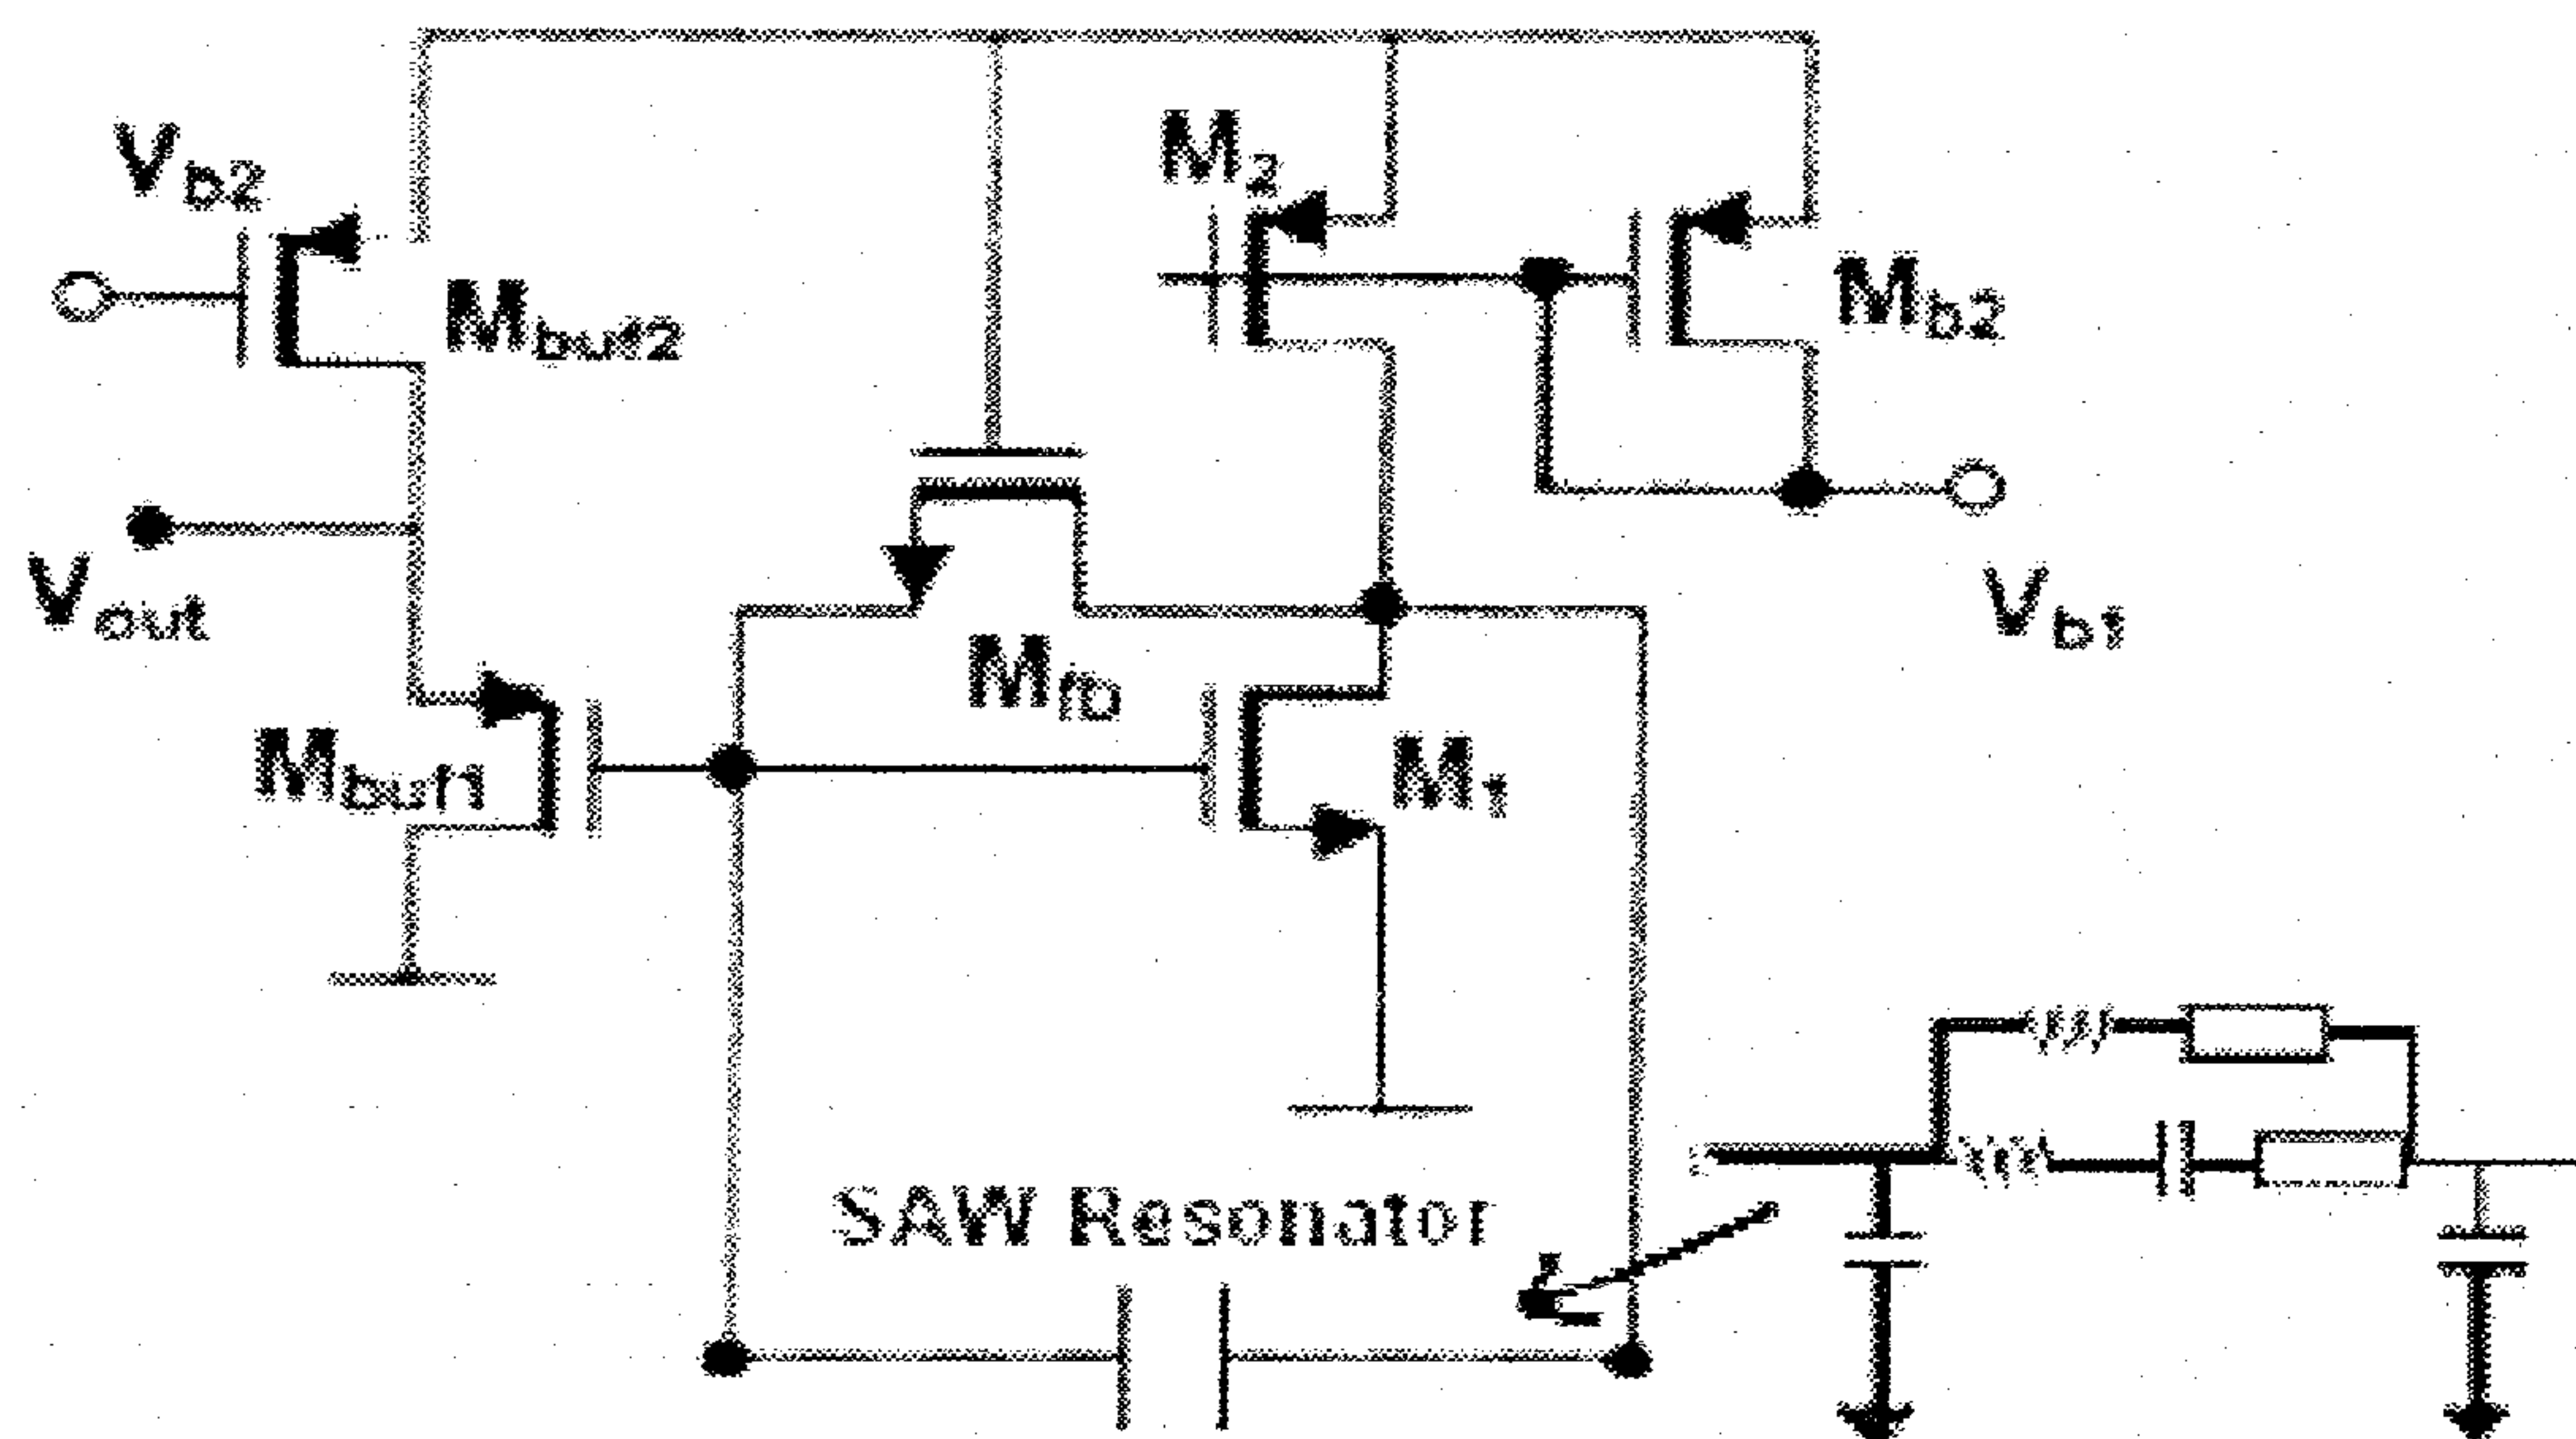 Vb2
M2
Mbuf2
Mb2
Vout
Vb1
Mfb
Mbuf1
M1
SAW Resonator